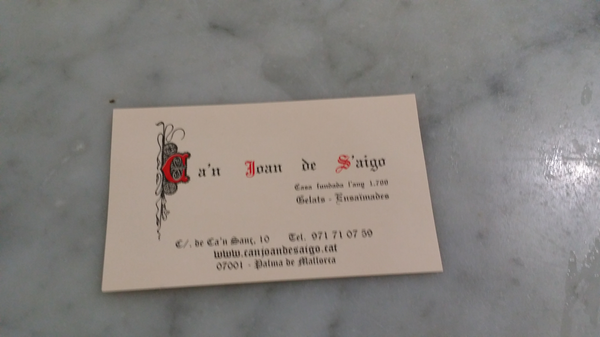 Ca'n Joan de S'aigo
Casa fundada l'any 1.700
Gelats - Ensaïmades
C/. de Ca'n Sanç, 10 Tel. 971 71 07 59
www.canjoandesaigo.cat
07001 - Palma de Mallorca